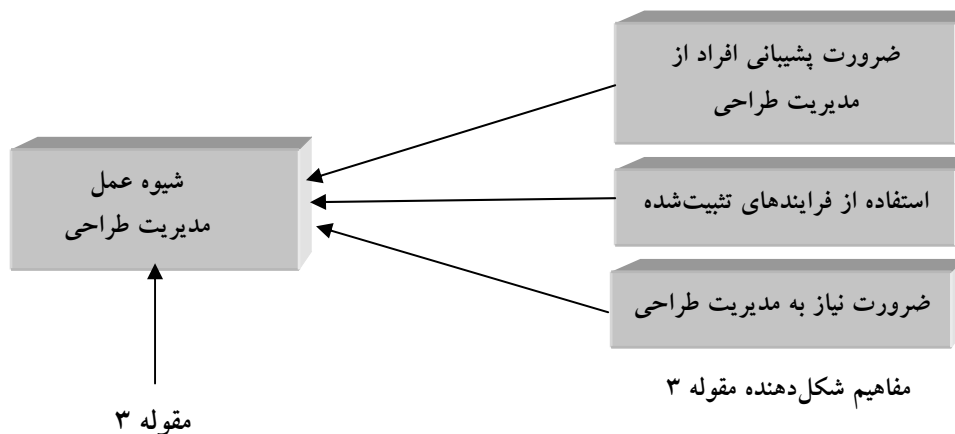 ضرورت پشیبانی افراد از
مدیریت طراحی
استفاده از فرایندهای تثبیت‌شده
ضرورت نیاز به مدیریت طراحی
مفاهیم شکل‌دهنده مقوله ۳
شیوه عمل
مدیریت طراحی
مقوله ۳